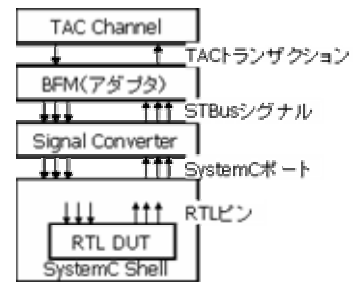 TAC Channel
TACトランザクション
BFM(アダプタ)
STBusシグナル
Signal Converter
SystemCポート
RTLピン
RTL DUT
SystemC Shell